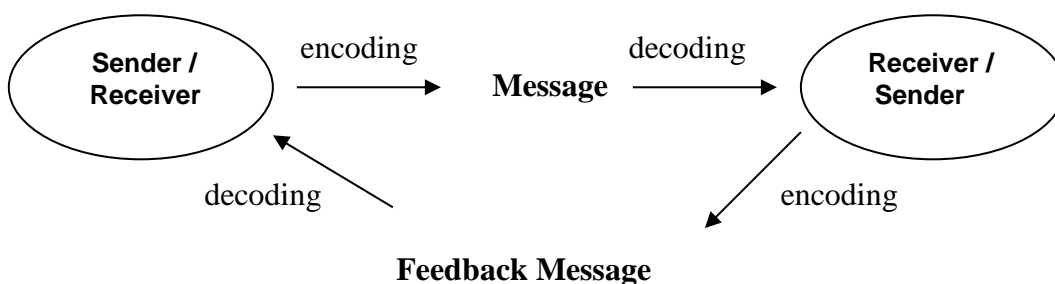 Sender /
Receiver
encoding
Message
decoding
Receiver /
Sender
decoding
encoding
Feedback Message